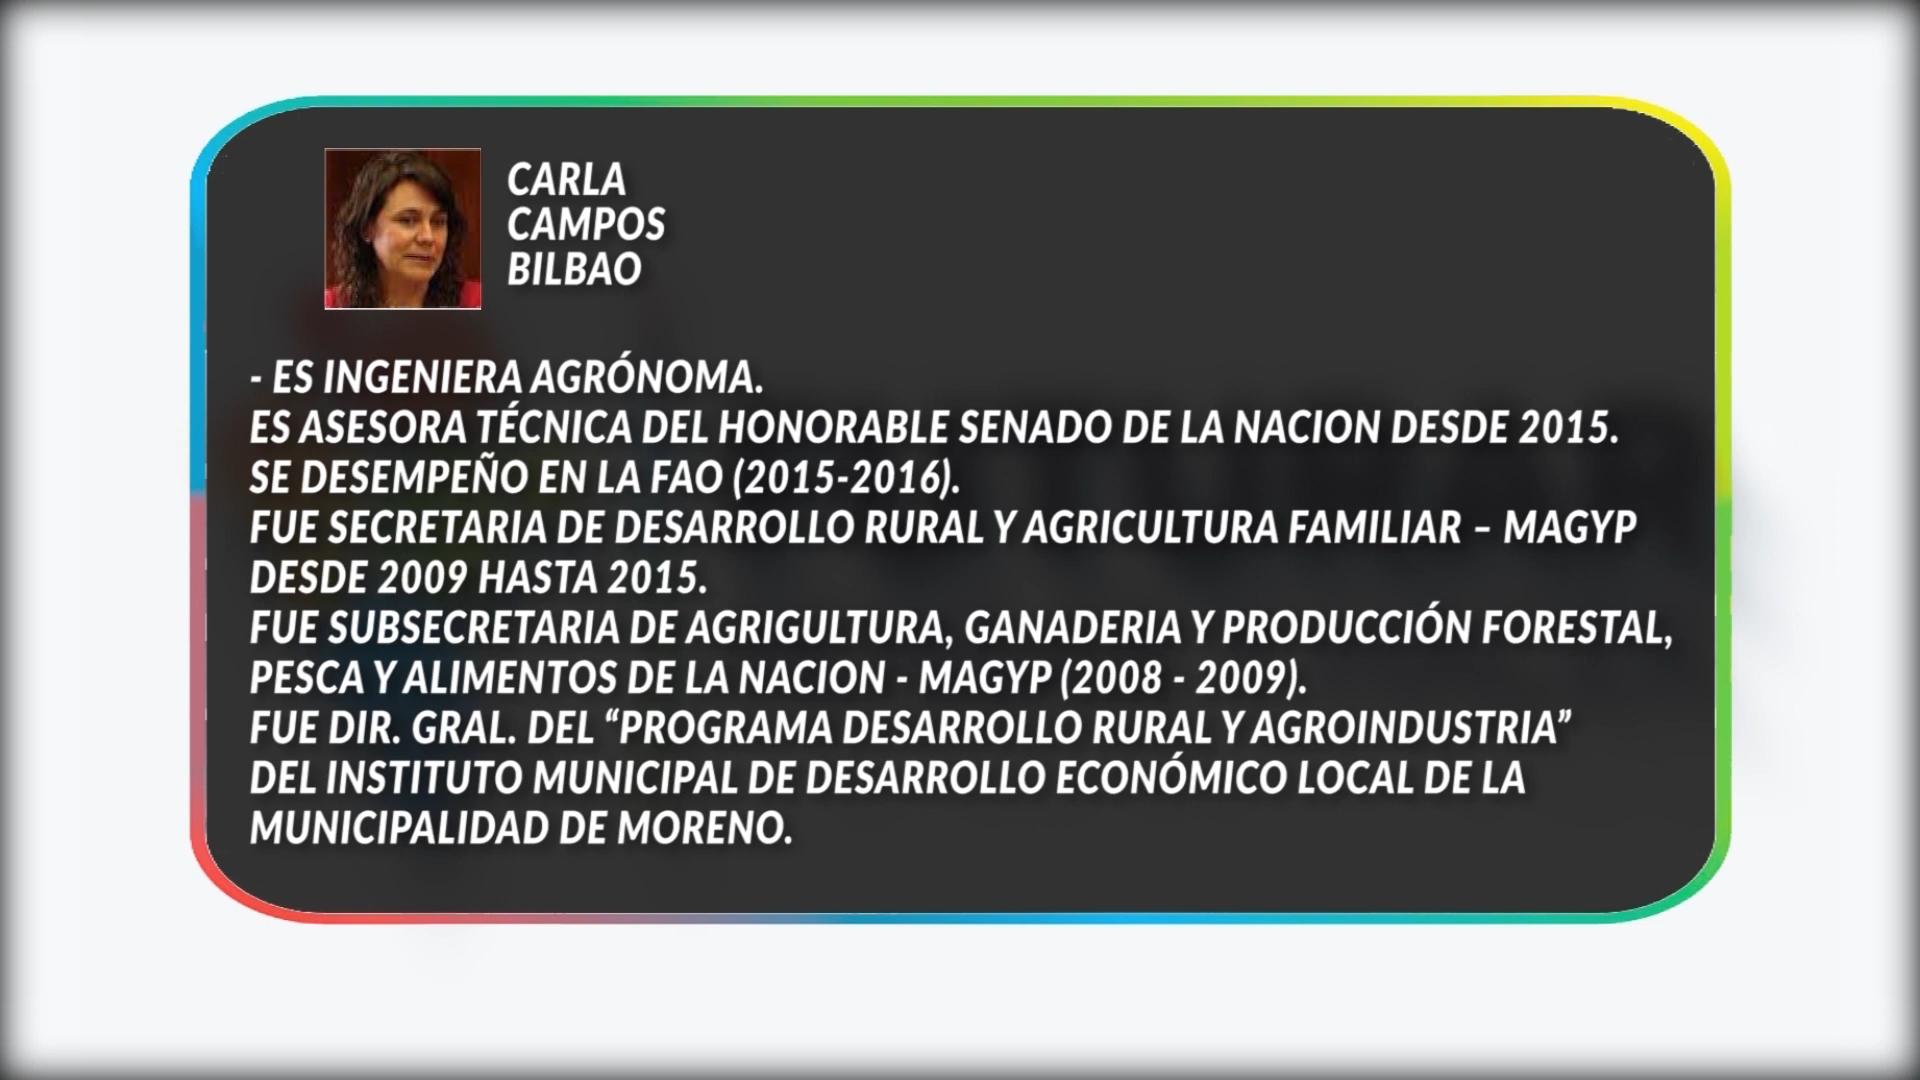 CARLA
CAMPOS
BILBAO
- ES INGENIERA AGRÓNOMA.
ES ASESORA TÉCNICA DEL HONORABLE SENADO DE LA NACION DESDE 2015.
SE DESEMPEÑO EN LA FAO (2015-2016).
FUE SECRETARIA DE DESARROLLO RURAL Y AGRICULTURA FAMILIAR – MAGYP
DESDE 2009 HASTA 2015.
FUE SUBSECRETARIA DE AGRIGULTURA, GANADERIA Y PRODUCCIÓN FORESTAL,
PESCA Y ALIMENTOS DE LA NACION - MAGYP (2008 - 2009).
FUE DIR. GRAL. DEL “PROGRAMA DESARROLLO RURAL Y AGROINDUSTRIA”
DEL INSTITUTO MUNICIPAL DE DESARROLLO ECONÓMICO LOCAL DE LA
MUNICIPALIDAD DE MORENO.